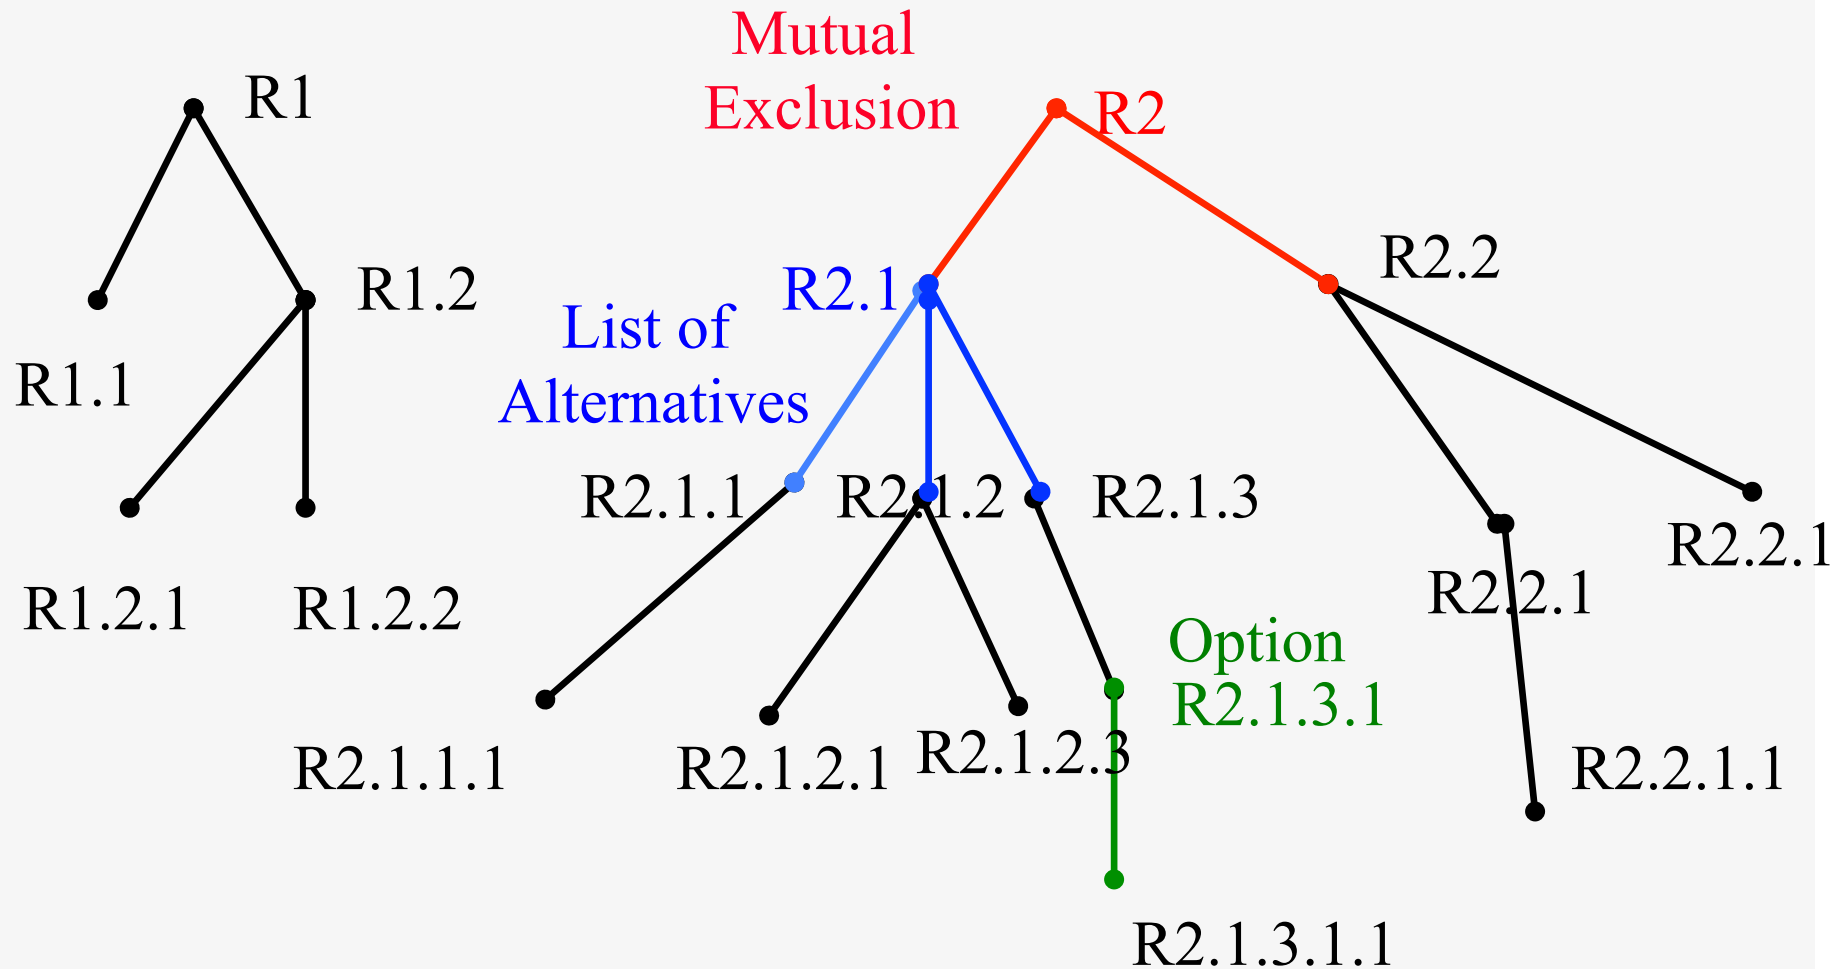 Mutual
Exclusion
R1
R2
R1.2
R2.1
R2.2
List of
Alternatives
R1.1
R2.1.1
R2.1.2
R2.1.3
R2.2.1
R2.2.1
R1.2.1
R1.2.2
Option
R2.1.3.1
R2.1.1.1
R2.1.2.1
R2.1.2.3
R2.2.1.1
R2.1.3.1.1